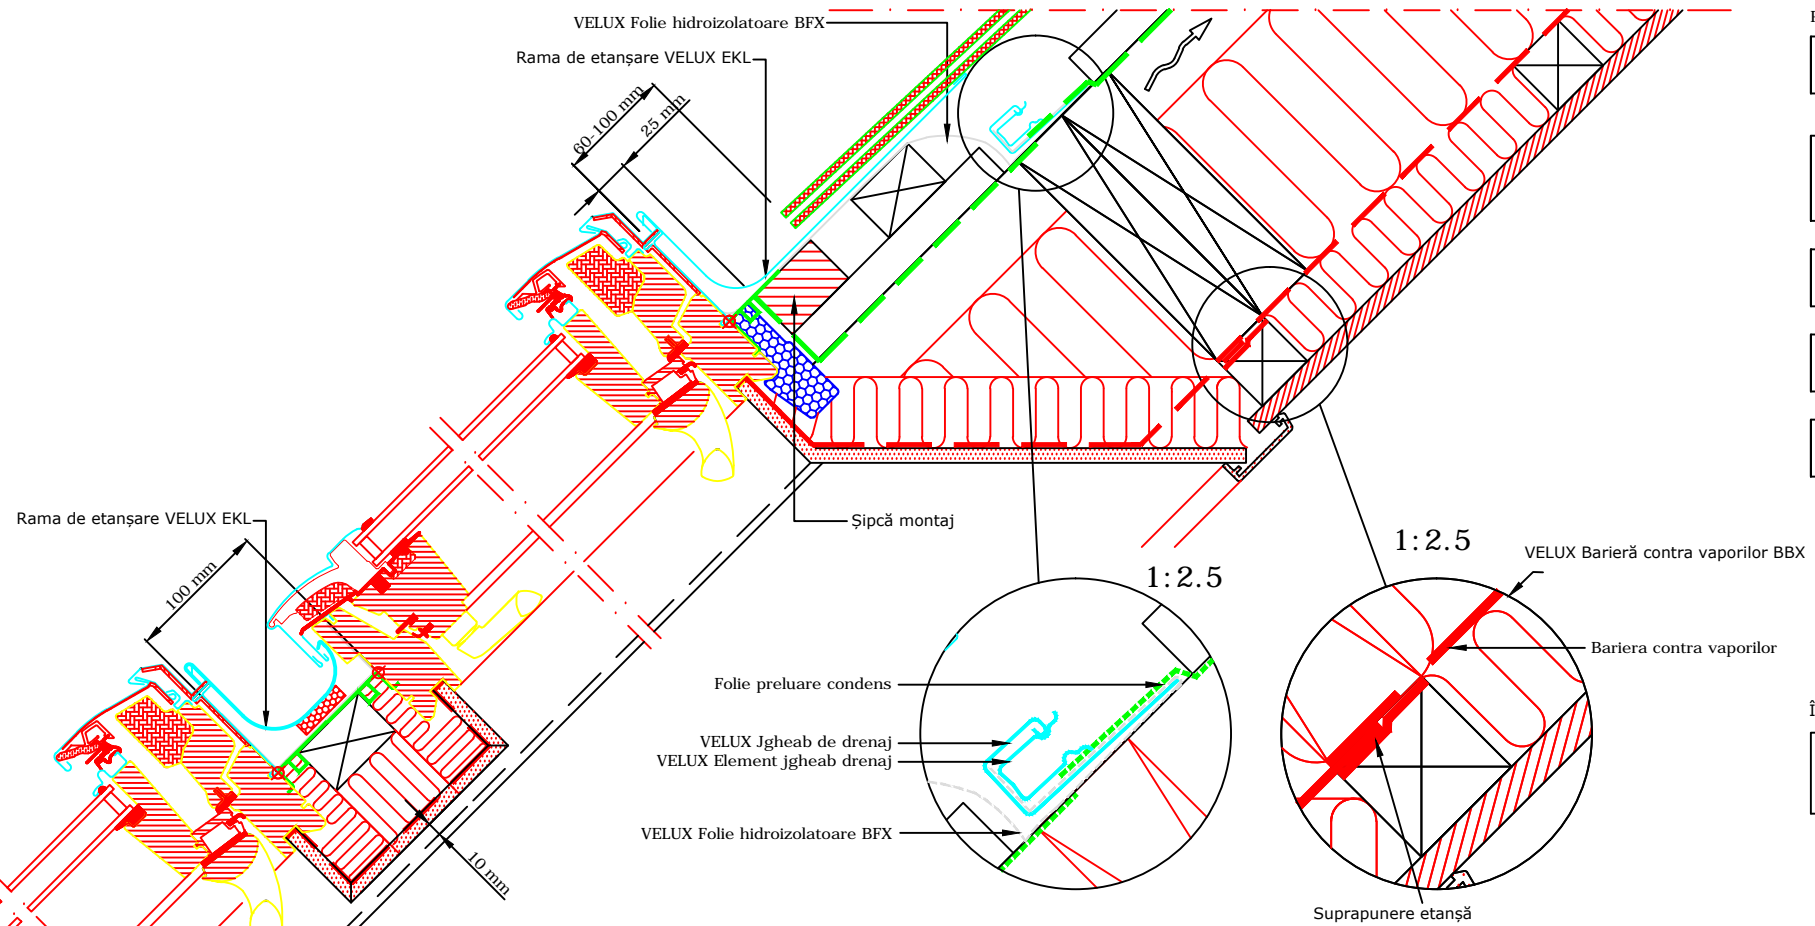 VELUX Folie hidroizolatoare BFX
Rama de etanșare VELUX EKL
60-100 mm
25 mm
Rama de etanșare VELUX EKL
100 mm
Șipcă montaj
1:2.5
1:2.5
VELUX Barieră contra vaporilor BBX
Bariera contra vaporilor
Folie preluare condens
VELUX Jgheab de drenaj
VELUX Element jgheab drenaj
VELUX Folie hidroizolatoare BFX
10 mm
Suprapunere etanșă